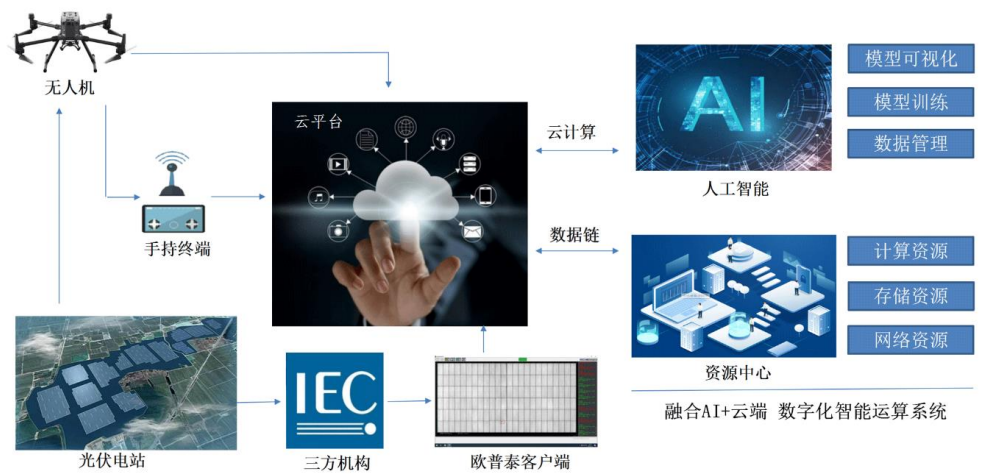 无人机
云平台
手持终端
光伏电站
IEC
三方机构
欧普泰客户端
云计算
数据链
AI
人工智能
模型可视化
模型训练
数据管理
资源中心
计算资源
存储资源
网络资源
融合AI+云端 数字化智能运算系统